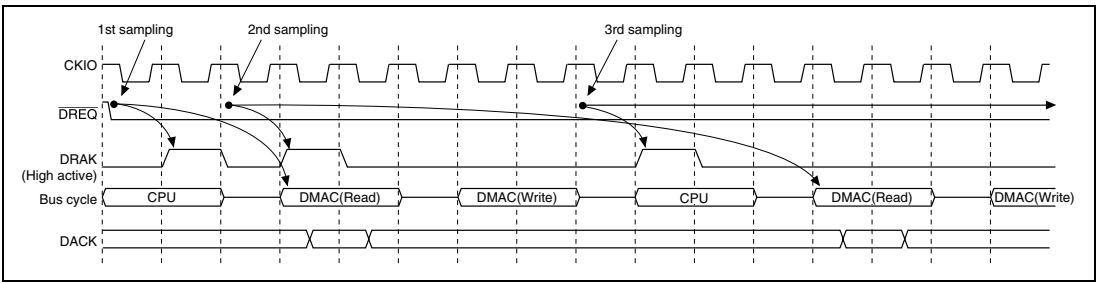 1st sampling 2nd sampling 3rd sampling
CKIO
DREQ
DRAK
(High active)
Bus cycle CPU DMAC(Read) DMAC(Write) CPU DMAC(Read) DMAC(Write)
DACK